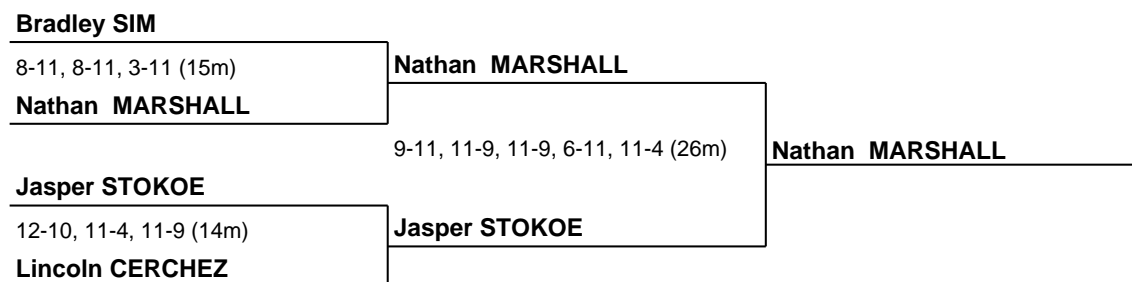 Bradley SIM
8-11, 8-11, 3-11 (15m)
Nathan MARSHALL
Nathan MARSHALL
9-11, 11-9, 11-9, 6-11, 11-4 (26m)
Nathan MARSHALL
Jasper STOKOE
12-10, 11-4, 11-9 (14m)
Jasper STOKOE
Lincoln CERCHEZ